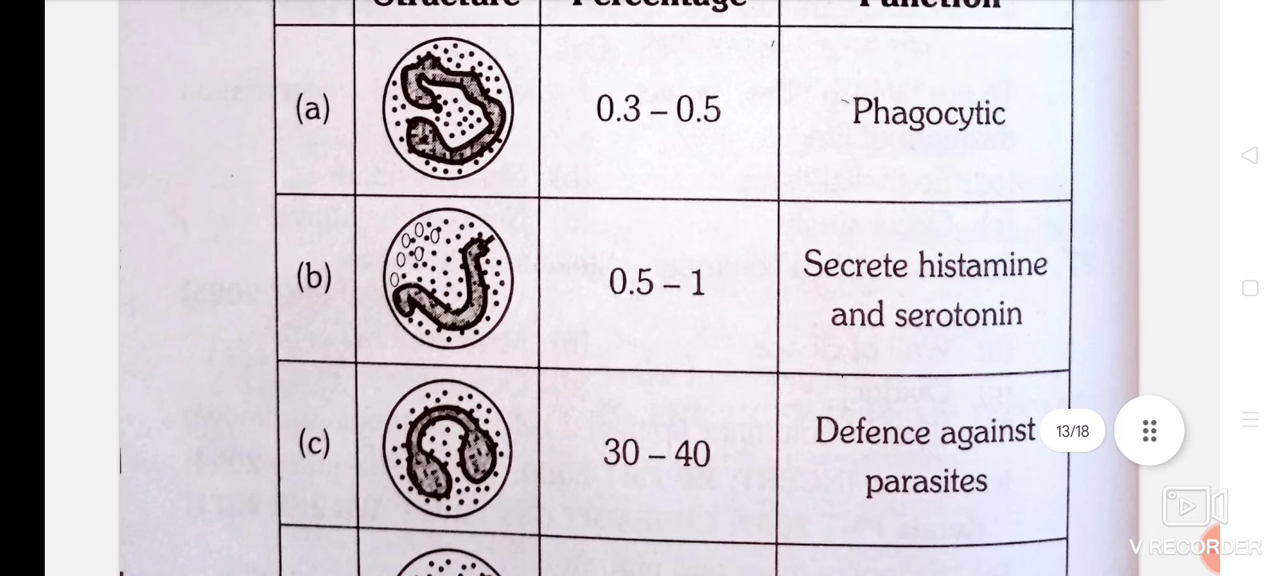 Structure Percentage Function
(a) 0.3 – 0.5 Phagocytic
(b) 0.5 – 1 Secrete histamine
and serotonin
(c) 30 – 40 Defence against
parasites
13/18
V RECORDER